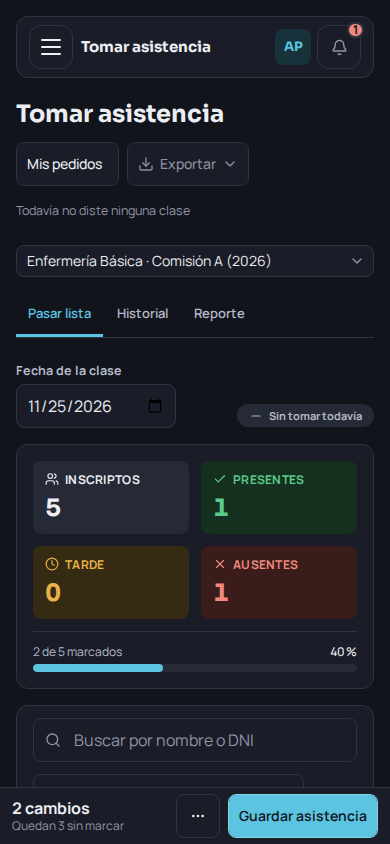 Tomar asistencia
AP
1
Tomar asistencia
Mis pedidos
Exportar
Todavía no diste ninguna clase
Enfermería Básica · Comisión A (2026)
Pasar lista
Historial
Reporte
Fecha de la clase
11/25/2026
Sin tomar todavía
INSCRIPTOS
5
PRESENTES
1
TARDE
0
AUSENTES
1
2 de 5 marcados
40 %
Buscar por nombre o DNI
2 cambios
Quedan 3 sin marcar
Guardar asistencia